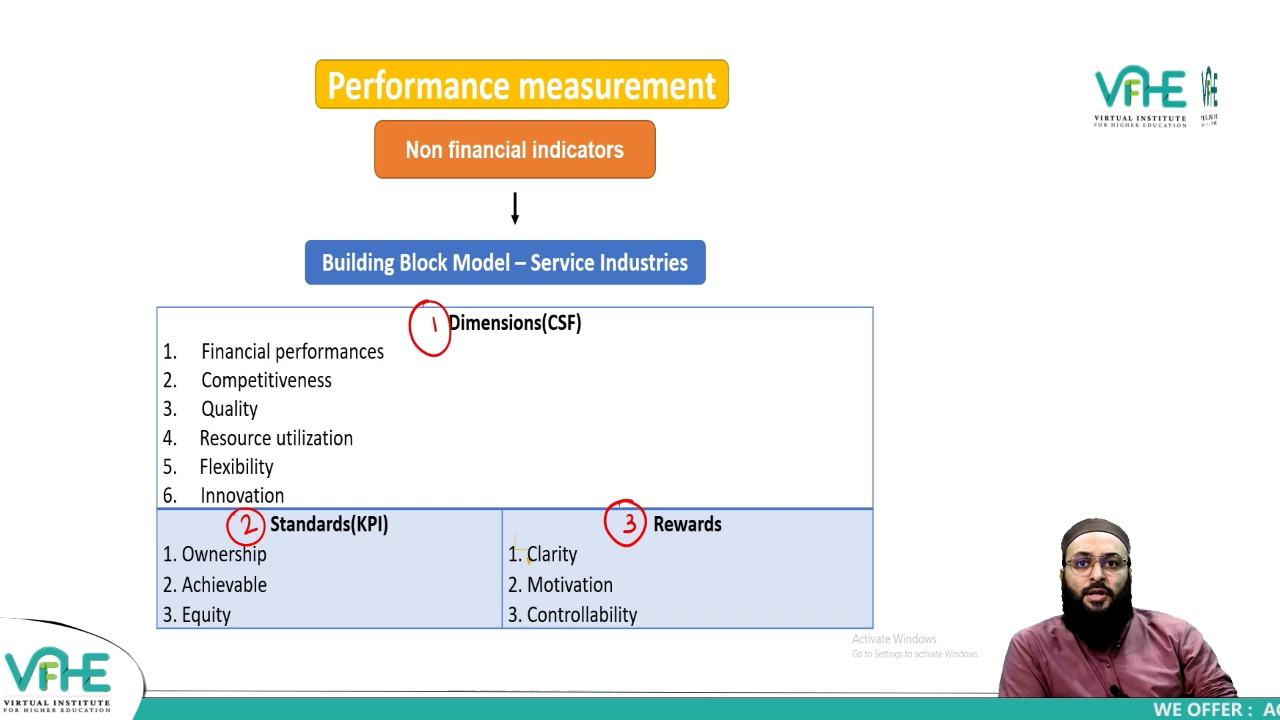 Performance measurement
Non financial indicators
Building Block Model – Service Industries
1 Dimensions(CSF)
1. Financial performances
2. Competitiveness
3. Quality
4. Resource utilization
5. Flexibility
6. Innovation
2 Standards(KPI)
1. Ownership
2. Achievable
3. Equity
3 Rewards
1. Clarity
2. Motivation
3. Controllability
VFHE
VIRTUAL INSTITUTE
FOR HIGHER EDUCATION
Activate Windows
Go to Settings to activate Windows.
VFHE
VIRTUAL INSTITUTE
FOR HIGHER EDUCATION
WE OFFER :